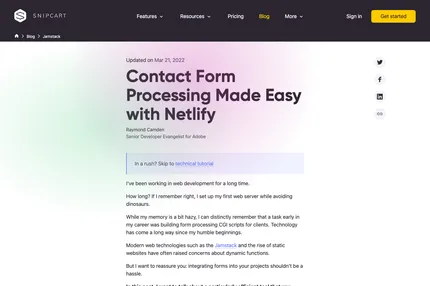 SNIPCART
Features
Resources
Pricing
Blog
More
Sign in
Get started
Blog
Jamstack
Updated on Mar 21, 2022
Contact Form
Processing Made Easy
with Netlify
Raymond Camden
Senior Developer Evangelist for Adobe
In a rush? Skip to technical tutorial
I've been working in web development for a long time.
How long? If I remember right, I set up my first web server while avoiding
dinosaurs.
While my memory is a bit hazy, I can distinctly remember that a task early in
my career was building form processing CGI scripts for clients. Technology
has come a long way since my humble beginnings.
Modern web technologies such as the Jamstack and the rise of static
websites have often raised concerns about dynamic functions.
But I want to reassure you: integrating forms into your projects shouldn't be a
hassle.